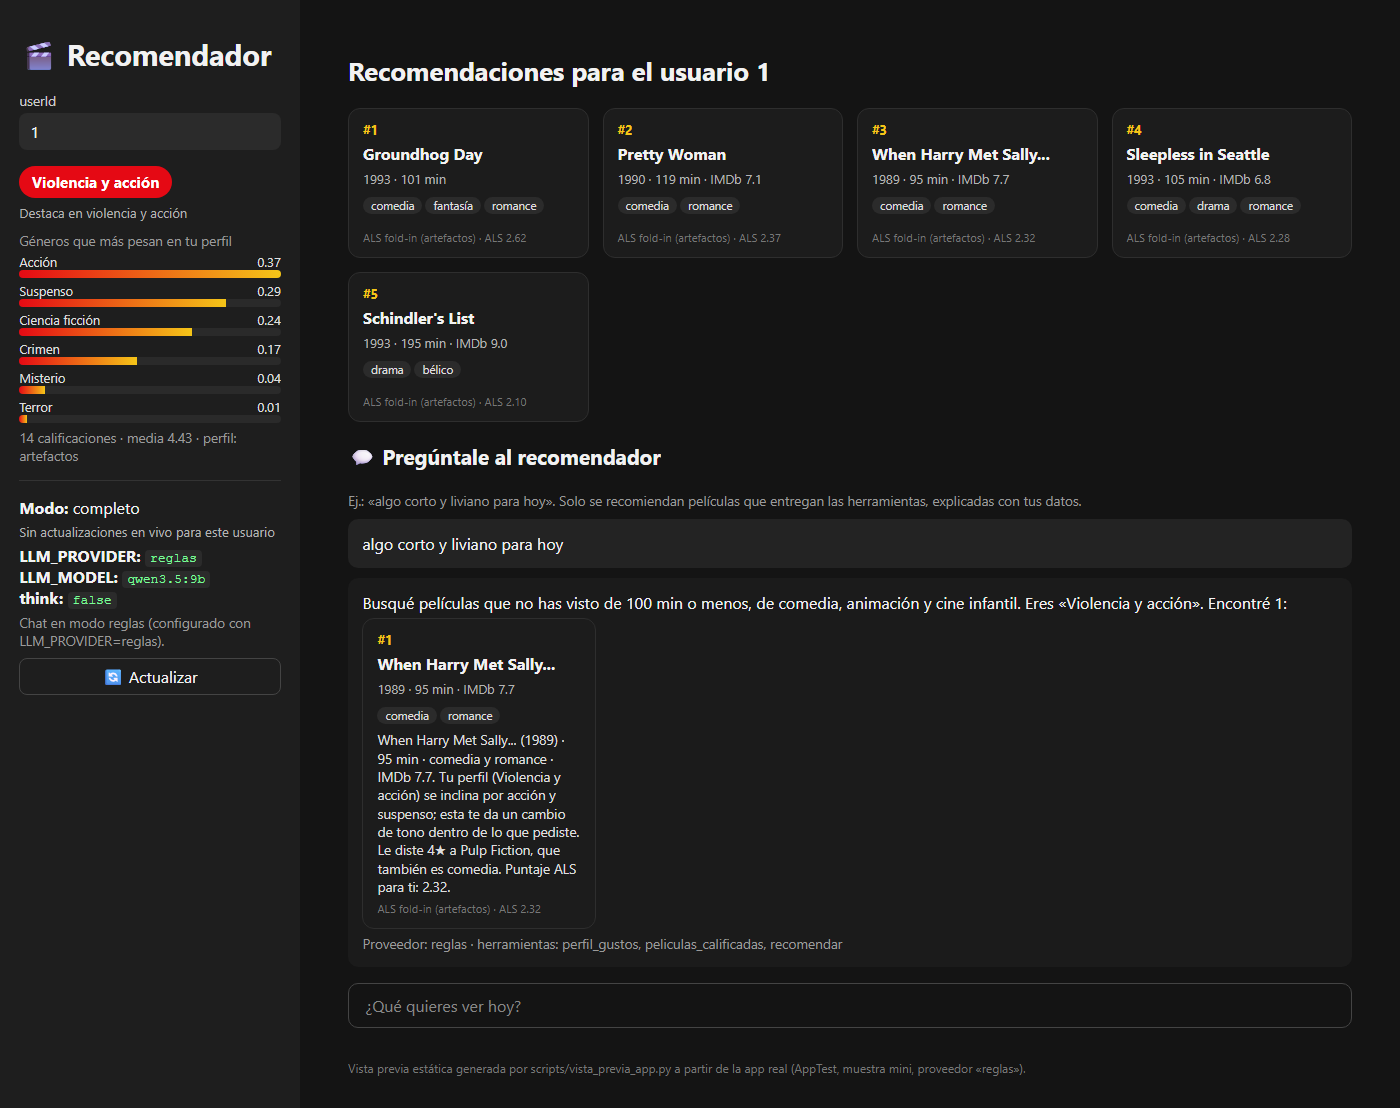 Recomendador
userId
1
Violencia y acción
Destaca en violencia y acción
Géneros que más pesan en tu perfil
Acción 0.37
Suspenso 0.29
Ciencia ficción 0.24
Crimen 0.17
Misterio 0.04
Terror 0.01
14 calificaciones · media 4.43 · perfil:
artefactos
Modo: completo
Sin actualizaciones en vivo para este usuario
LLM_PROVIDER: reglas
LLM_MODEL: qwen3.5:9b
think: false
Chat en modo reglas (configurado con
LLM_PROVIDER=reglas).
Actualizar
Recomendaciones para el usuario 1
#1
Groundhog Day
1993 · 101 min
comedia fantasía romance
ALS fold-in (artefactos) · ALS 2.62
#2
Pretty Woman
1990 · 119 min · IMDb 7.1
comedia romance
ALS fold-in (artefactos) · ALS 2.37
#3
When Harry Met Sally...
1989 · 95 min · IMDb 7.7
comedia romance
ALS fold-in (artefactos) · ALS 2.32
#4
Sleepless in Seattle
1993 · 105 min · IMDb 6.8
comedia drama romance
ALS fold-in (artefactos) · ALS 2.28
#5
Schindler's List
1993 · 195 min · IMDb 9.0
drama bélico
ALS fold-in (artefactos) · ALS 2.10
Pregúntale al recomendador
Ej.: «algo corto y liviano para hoy». Solo se recomiendan películas que entregan las herramientas, explicadas con tus datos.
algo corto y liviano para hoy
Busqué películas que no has visto de 100 min o menos, de comedia, animación y cine infantil. Eres «Violencia y acción». Encontré 1:
#1
When Harry Met Sally...
1989 · 95 min · IMDb 7.7
comedia romance
When Harry Met Sally... (1989) ·
95 min · comedia y romance ·
IMDb 7.7. Tu perfil (Violencia y
acción) se inclina por acción y
suspenso; esta te da un cambio
de tono dentro de lo que pediste.
Le diste 4★ a Pulp Fiction, que
también es comedia. Puntaje ALS
para ti: 2.32.
ALS fold-in (artefactos) · ALS 2.32
Proveedor: reglas · herramientas: perfil_gustos, peliculas_calificadas, recomendar
¿Qué quieres ver hoy?
Vista previa estática generada por scripts/vista_previa_app.py a partir de la app real (AppTest, muestra mini, proveedor «reglas»).